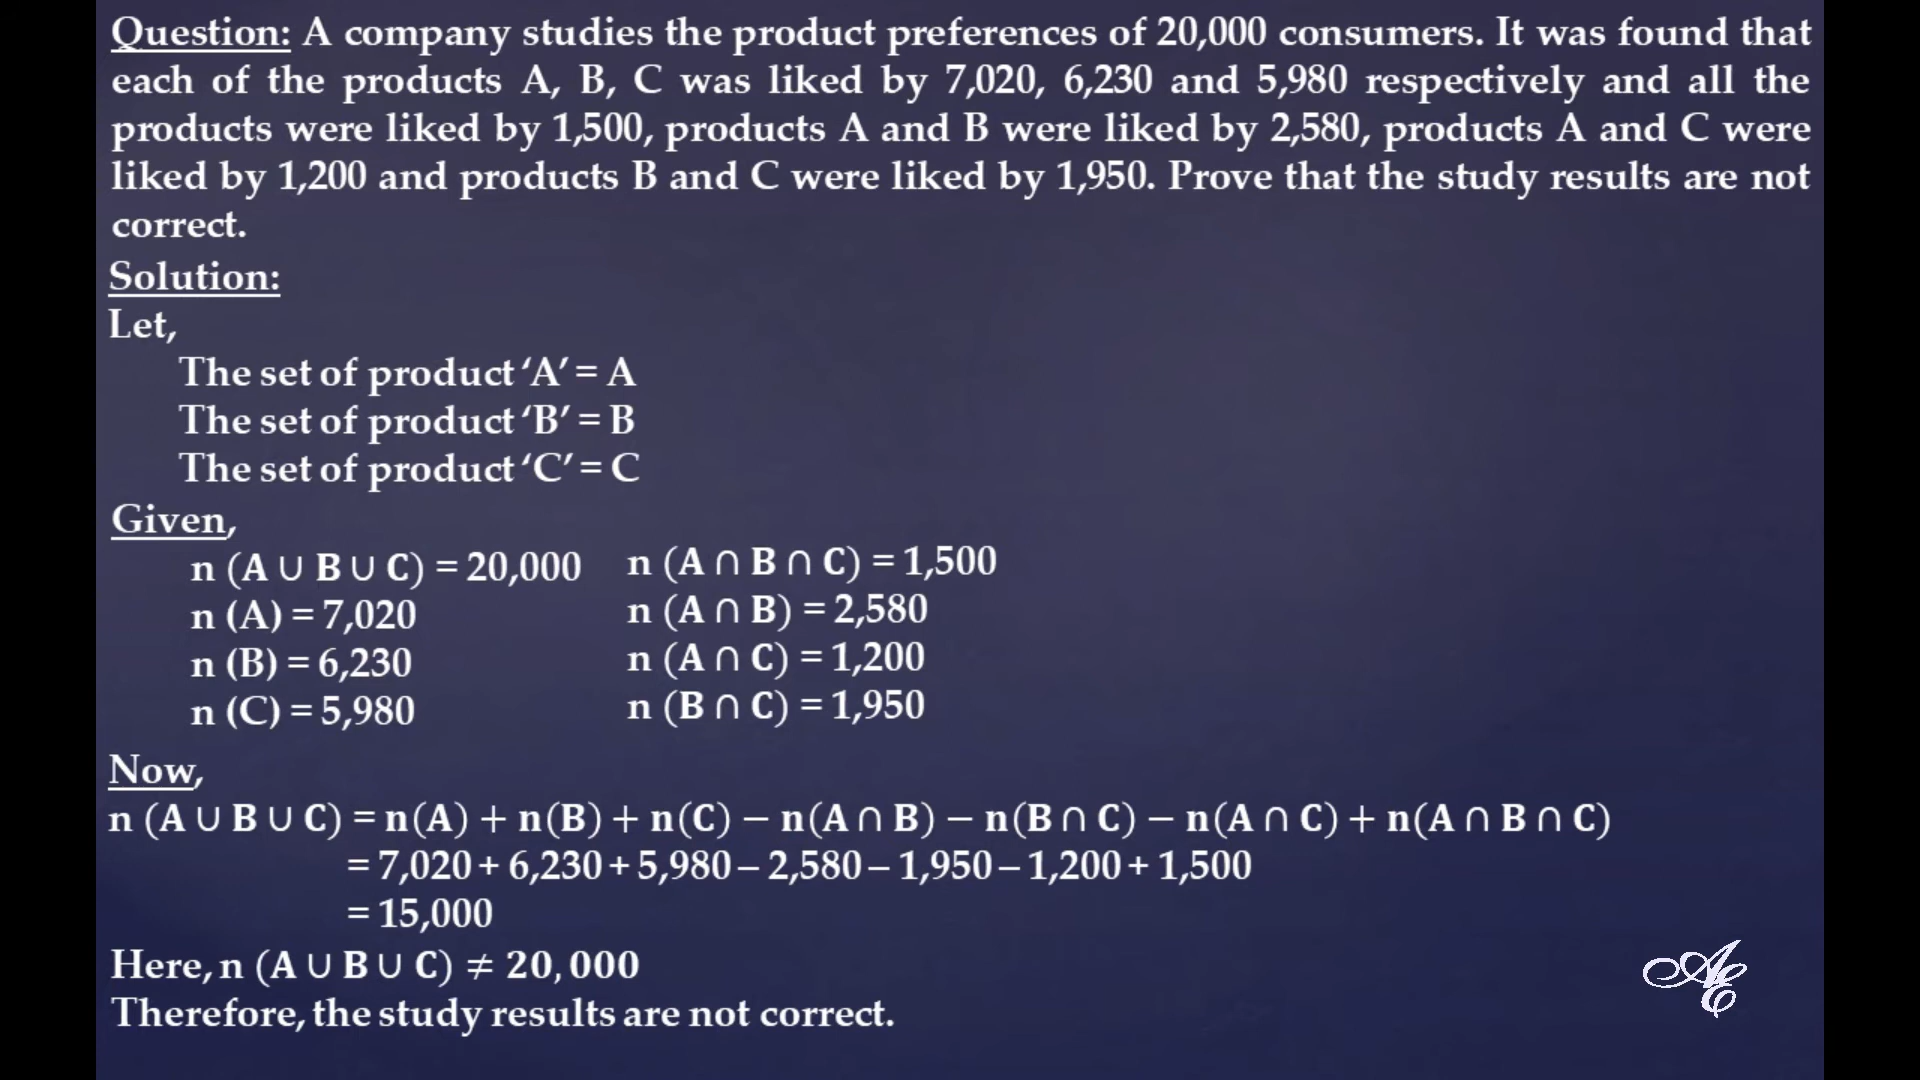 Question: A company studies the product preferences of 20,000 consumers. It was found that
each of the products A, B, C was liked by 7,020, 6,230 and 5,980 respectively and all the
products were liked by 1,500, products A and B were liked by 2,580, products A and C were
liked by 1,200 and products B and C were liked by 1,950. Prove that the study results are not
correct.
Solution:
Let,
The set of product ‘A’ = A
The set of product ‘B’ = B
The set of product ‘C’ = C
Given,
n (A ∪ B ∪ C) = 20,000
n (A) = 7,020
n (B) = 6,230
n (C) = 5,980
n (A ∩ B ∩ C) = 1,500
n (A ∩ B) = 2,580
n (A ∩ C) = 1,200
n (B ∩ C) = 1,950
Now,
n (A ∪ B ∪ C) = n(A) + n(B) + n(C) − n(A ∩ B) − n(B ∩ C) − n(A ∩ C) + n(A ∩ B ∩ C)
= 7,020 + 6,230 + 5,980 – 2,580 – 1,950 – 1,200 + 1,500
= 15,000
Here, n (A ∪ B ∪ C) ≠ 20,000
Therefore, the study results are not correct.
AE